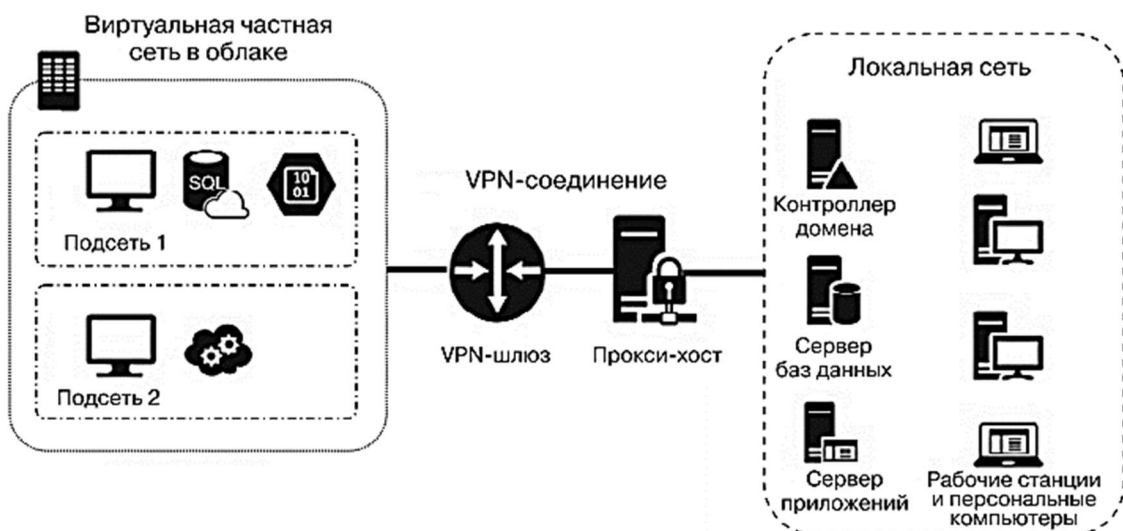 Виртуальная частная
сеть в облаке
SQL
10
01
Подсеть 1
Подсеть 2
VPN-соединение
VPN-шлюз
Прокси-хост
Локальная сеть
Контроллер
домена
Сервер
баз данных
Сервер
приложений
Рабочие станции
и персональные
компьютеры